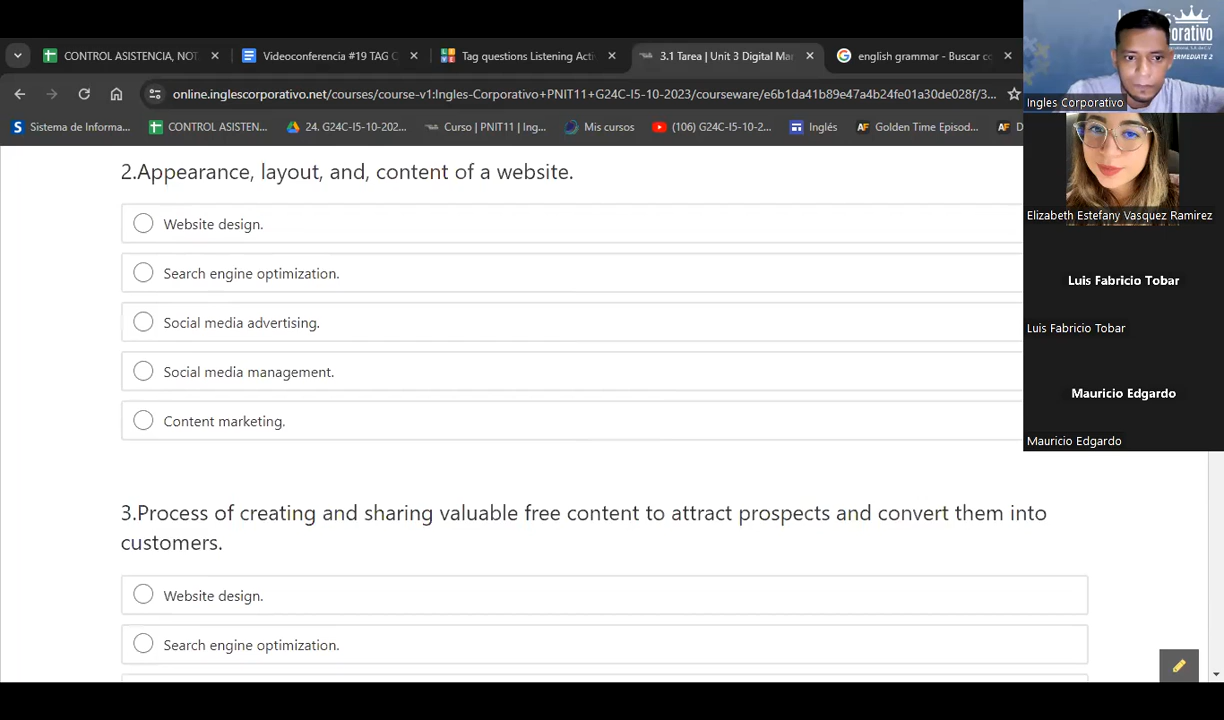 CONTROL ASISTENCIA, NOT
Videoconferencia #19 TAG C
Tag questions Listening Acti
3.1 Tarea | Unit 3 Digital Mar
english grammar - Buscar co
online.inglescorporativo.net/courses/course-v1:Ingles-Corporativo+PNIT11+G24C-I5-10-2023/courseware/e6b1da41b89e47a4b24fe01a30de028f/3...
Sistema de Informa...
CONTROL ASISTEN...
24. G24C-I5-10-202...
Curso | PNIT11 | Ing...
Mis cursos
(106) G24C-I5-10-2...
Inglés
Golden Time Episod...
2.Appearance, layout, and, content of a website.
Website design.
Search engine optimization.
Social media advertising.
Social media management.
Content marketing.
3.Process of creating and sharing valuable free content to attract prospects and convert them into
customers.
Website design.
Search engine optimization.
Ingles Corporativo
Elizabeth Estefany Vasquez Ramirez
Luis Fabricio Tobar
Luis Fabricio Tobar
Mauricio Edgardo
Mauricio Edgardo